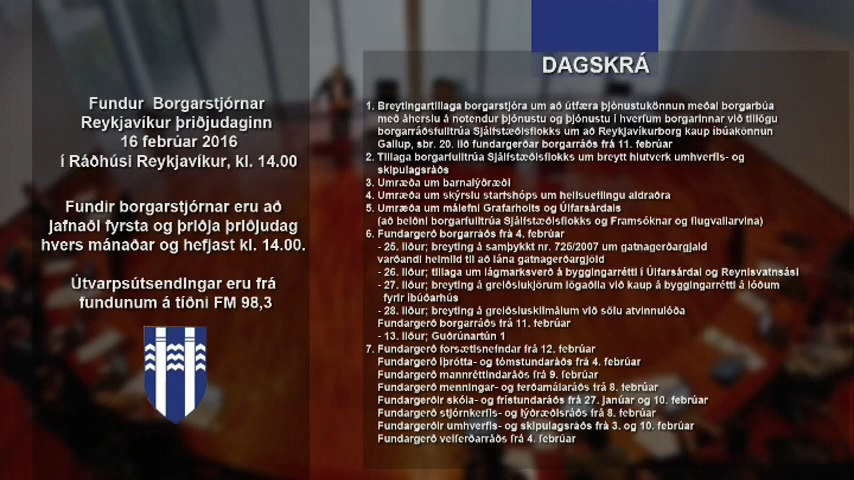 Fundur Borgarstjórnar
Reykjavíkur þriðjudaginn
16 febrúar 2016
í Ráðhúsi Reykjavíkur, kl. 14.00
Fundir borgarstjórnar eru að
jafnaði fyrsta og þriðja þriðjudag
hvers mánaðar og hefjast kl. 14.00.
Útvarpsútsendingar eru frá
fundunum á tíðni FM 98,3
DAGSKRÁ
1. Breytingartillaga borgarstjóra um að útfæra þjónustukönnun meðal borgarbúa
með áherslu á notendur þjónustu og þjónustu í hverfum borgarinnar við tillögu
borgarráðsfulltrúa Sjálfstæðisflokks um að Reykjavíkurborg kaup íbúakönnun
Gallup, sbr. 20. lið fundargerðar borgarráðs frá 11. febrúar
2. Tillaga borgarfulltrúa Sjálfstæðisflokks um breytt hlutverk umhverfis- og
skipulagsráðs
3. Umræða um barnalýðræði
4. Umræða um skýrslu starfshóps um heilsueflingu aldraðra
5. Umræða um málefni Grafarholts og Úlfarsárdals
(að beiðni borgarfulltrúa Sjálfstæðisflokks og Framsóknar og flugvallarvina)
6. Fundargerð borgarráðs frá 4. febrúar
- 25. liður; breyting á samþykkt nr. 726/2007 um gatnagerðargjald
varðandi heimild til að lána gatnagerðargjöld
- 26. liður; tillaga um lágmarksverð á byggingarrétti í Úlfarsárdal og Reynisvatnsási
- 27. liður; breyting á greiðslukjörum lögaðila við kaup á byggingarrétti á lóðum
fyrir íbúðarhús
- 28. liður; breyting á greiðsluskilmálum við sölu atvinnulóða
Fundargerð borgarráðs frá 11. febrúar
- 13. liður; Guðrúnartún 1
7. Fundargerð forsætisnefndar frá 12. febrúar
Fundargerð íþrótta- og tómstundaráðs frá 4. febrúar
Fundargerð mannréttindaráðs frá 9. febrúar
Fundargerð menningar- og ferðamálaráðs frá 8. febrúar
Fundargerðir skóla- og frístundaráðs frá 27. janúar og 10. febrúar
Fundargerð stjórnkerfis- og lýðræðisráðs frá 8. febrúar
Fundargerðir umhverfis- og skipulagsráðs frá 3. og 10. febrúar
Fundargerð velferðarráðs frá 4. febrúar